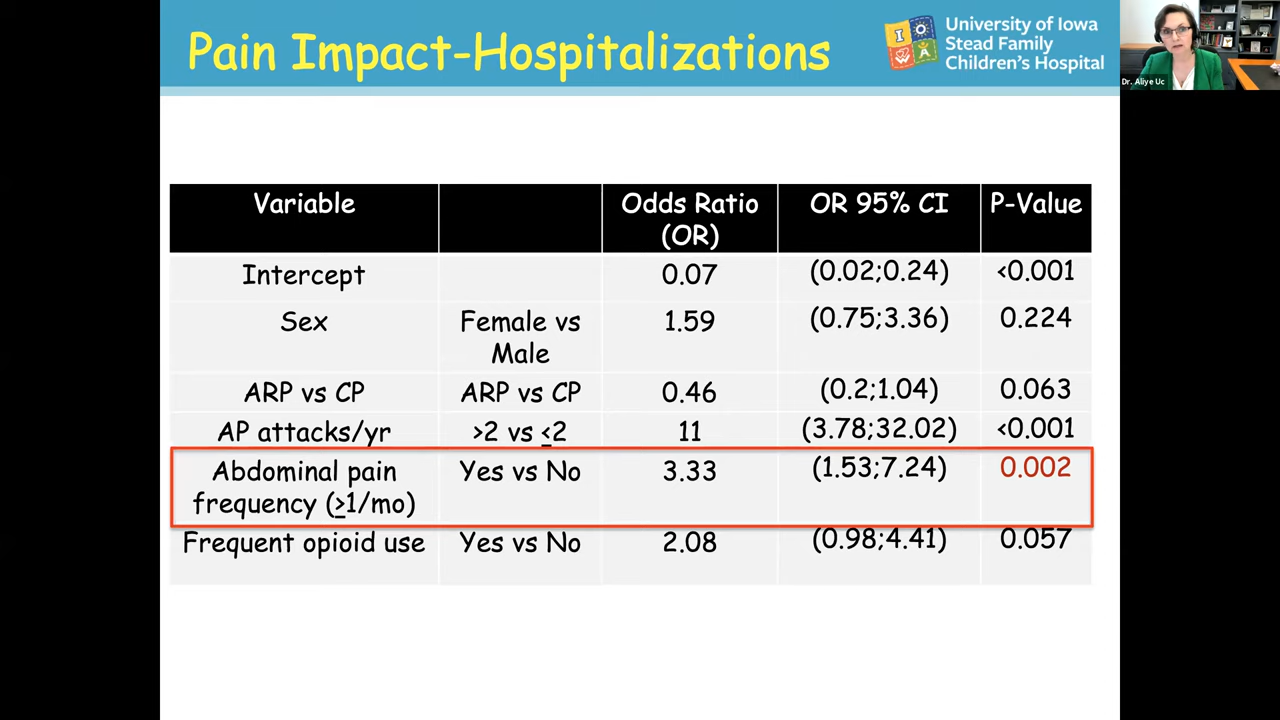 Pain Impact-Hospitalizations
University of Iowa
Stead Family
Children's Hospital
Dr. Aliye Uc
Variable Odds Ratio (OR) OR 95% CI P-Value
Intercept 0.07 (0.02;0.24) <0.001
Sex Female vs Male 1.59 (0.75;3.36) 0.224
ARP vs CP ARP vs CP 0.46 (0.2;1.04) 0.063
AP attacks/yr >2 vs ≤2 11 (3.78;32.02) <0.001
Abdominal pain frequency (≥1/mo) Yes vs No 3.33 (1.53;7.24) 0.002
Frequent opioid use Yes vs No 2.08 (0.98;4.41) 0.057